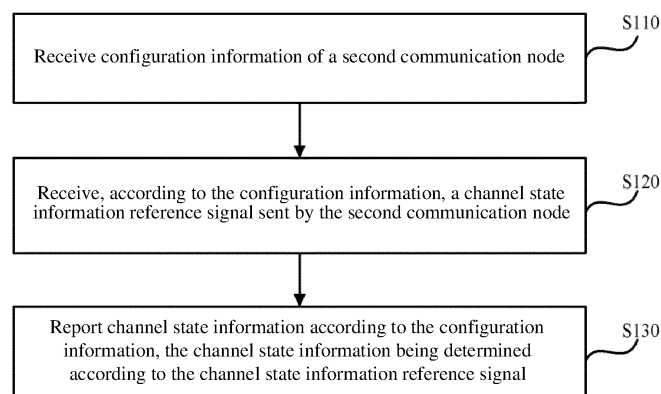 S110
Receive configuration information of a second communication node
S120
Receive, according to the configuration information, a channel state
information reference signal sent by the second communication node
S130
Report channel state information according to the configuration
information, the channel state information being determined
according to the channel state information reference signal